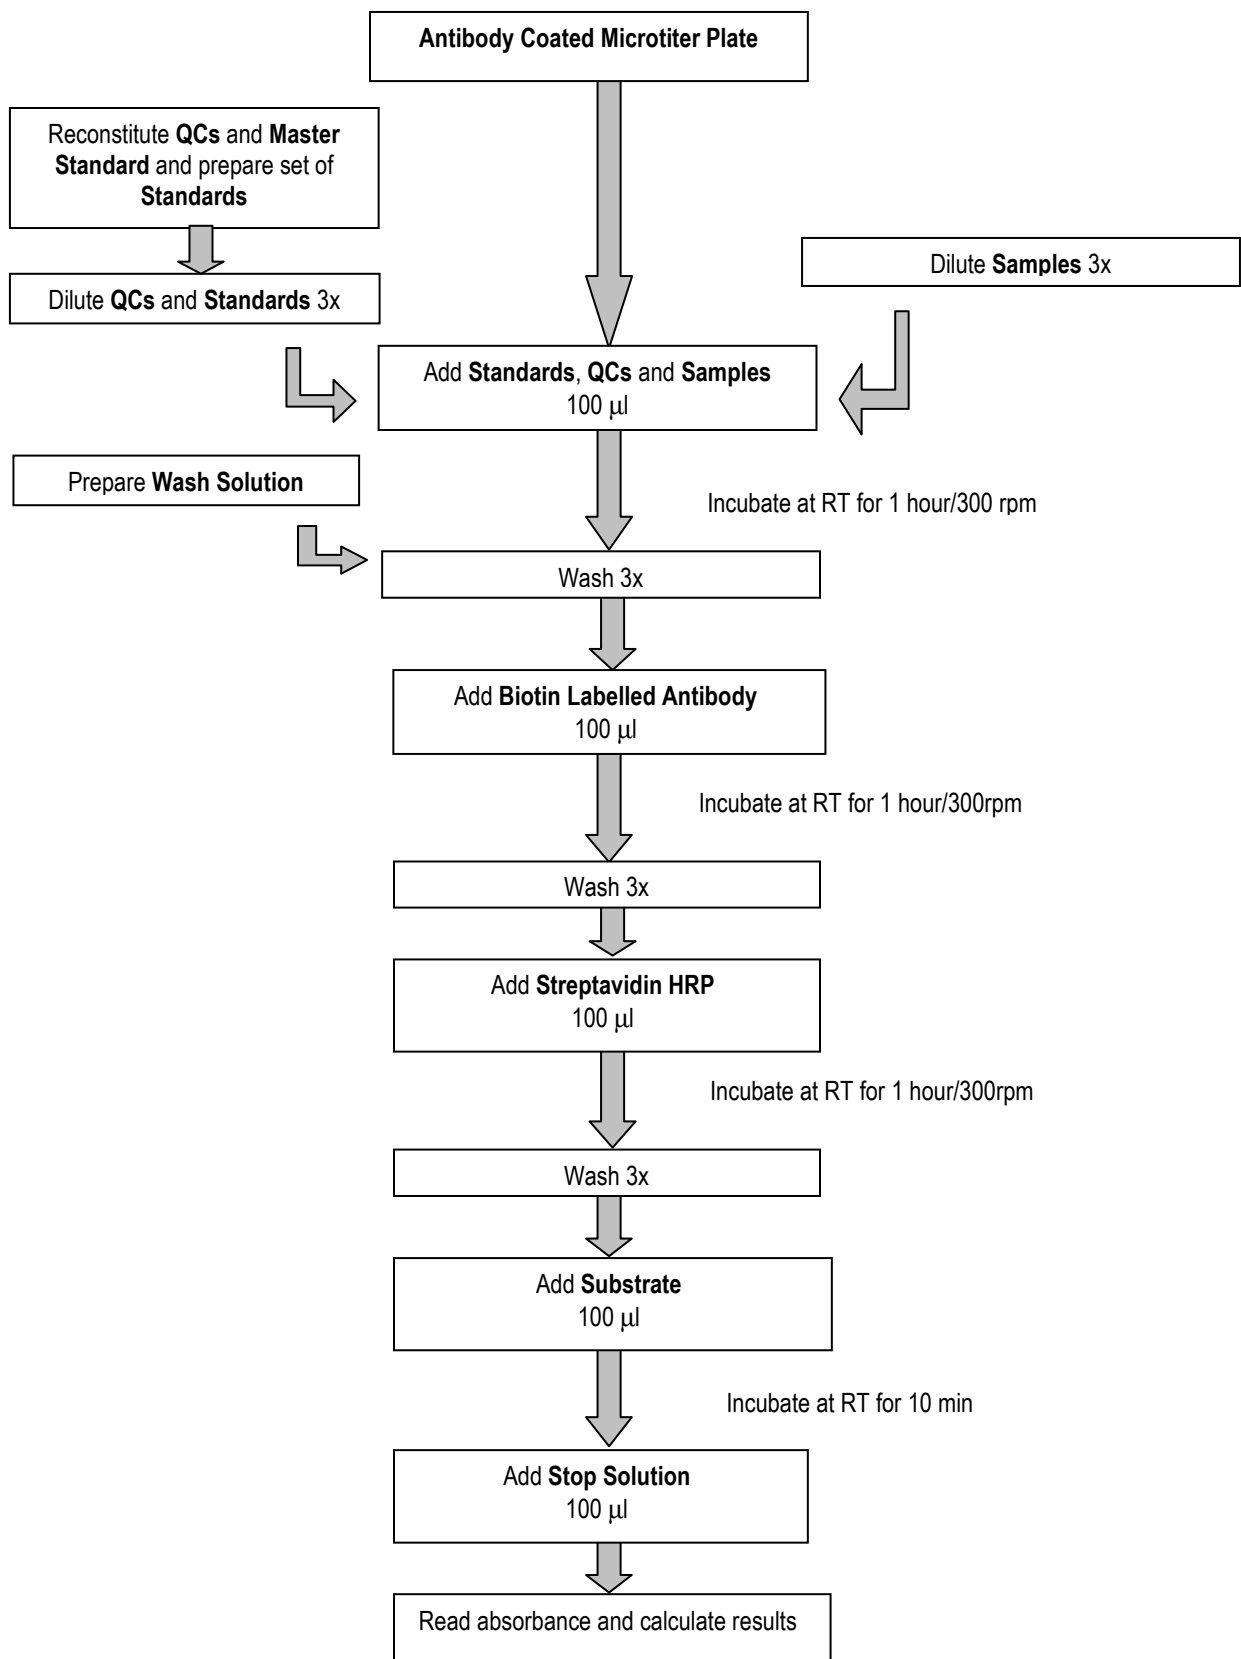 Antibody Coated Microtiter Plate
Reconstitute QCs and Master
Standard and prepare set of
Standards
Dilute QCs and Standards 3x
Dilute Samples 3x
Add Standards, QCs and Samples
100 μl
Prepare Wash Solution
Incubate at RT for 1 hour/300 rpm
Wash 3x
Add Biotin Labelled Antibody
100 μl
Incubate at RT for 1 hour/300rpm
Wash 3x
Add Streptavidin HRP
100 μl
Incubate at RT for 1 hour/300rpm
Wash 3x
Add Substrate
100 μl
Incubate at RT for 10 min
Add Stop Solution
100 μl
Read absorbance and calculate results